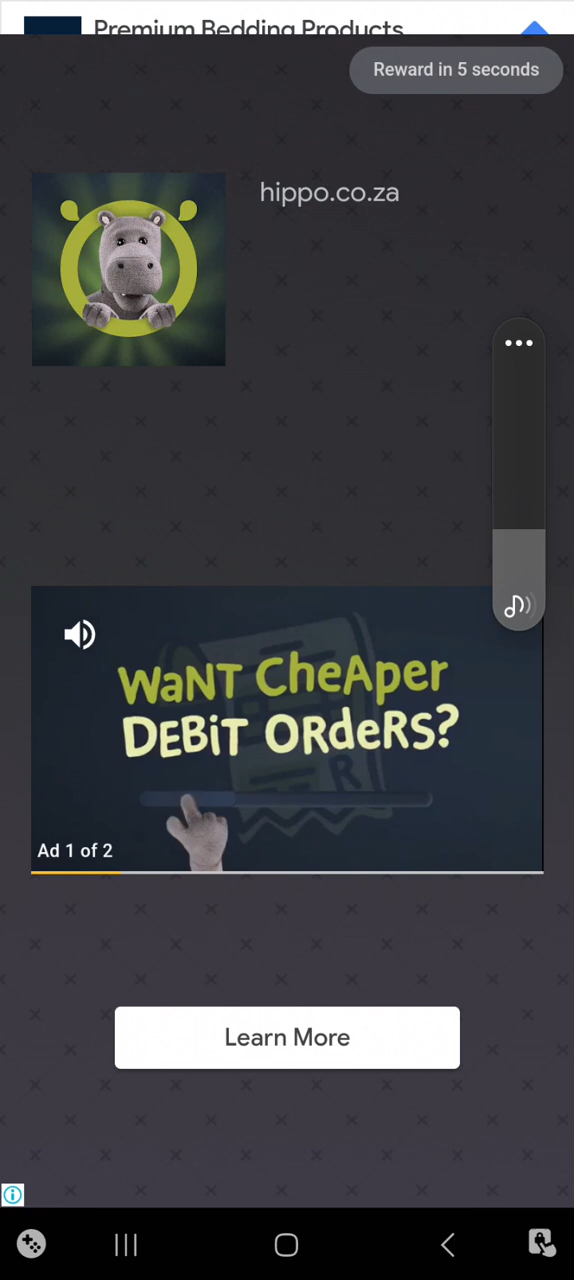 Premium Bedding Products
Reward in 5 seconds
hippo.co.za
WaNT CheAper
DEBiT ORdeRS?
R
Ad 1 of 2
Learn More